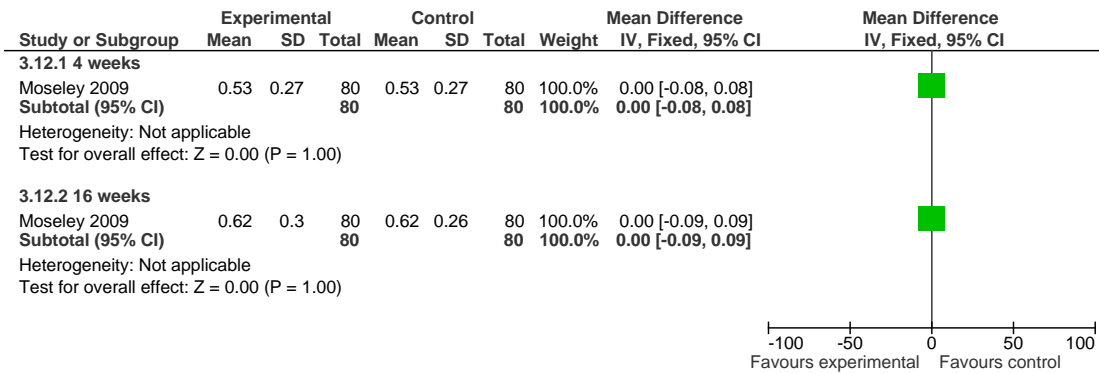 Experimental Control Mean Difference Mean Difference
Study or Subgroup Mean SD Total Mean SD Total Weight IV, Fixed, 95% CI IV, Fixed, 95% CI
3.12.1 4 weeks
Moseley 2009 0.53 0.27 80 0.53 0.27 80 100.0% 0.00 [-0.08, 0.08]
Subtotal (95% CI) 80 80 100.0% 0.00 [-0.08, 0.08]
Heterogeneity: Not applicable
Test for overall effect: Z = 0.00 (P = 1.00)
3.12.2 16 weeks
Moseley 2009 0.62 0.3 80 0.62 0.26 80 100.0% 0.00 [-0.09, 0.09]
Subtotal (95% CI) 80 80 100.0% 0.00 [-0.09, 0.09]
Heterogeneity: Not applicable
Test for overall effect: Z = 0.00 (P = 1.00)
-100 -50 0 50 100
Favours experimental Favours control